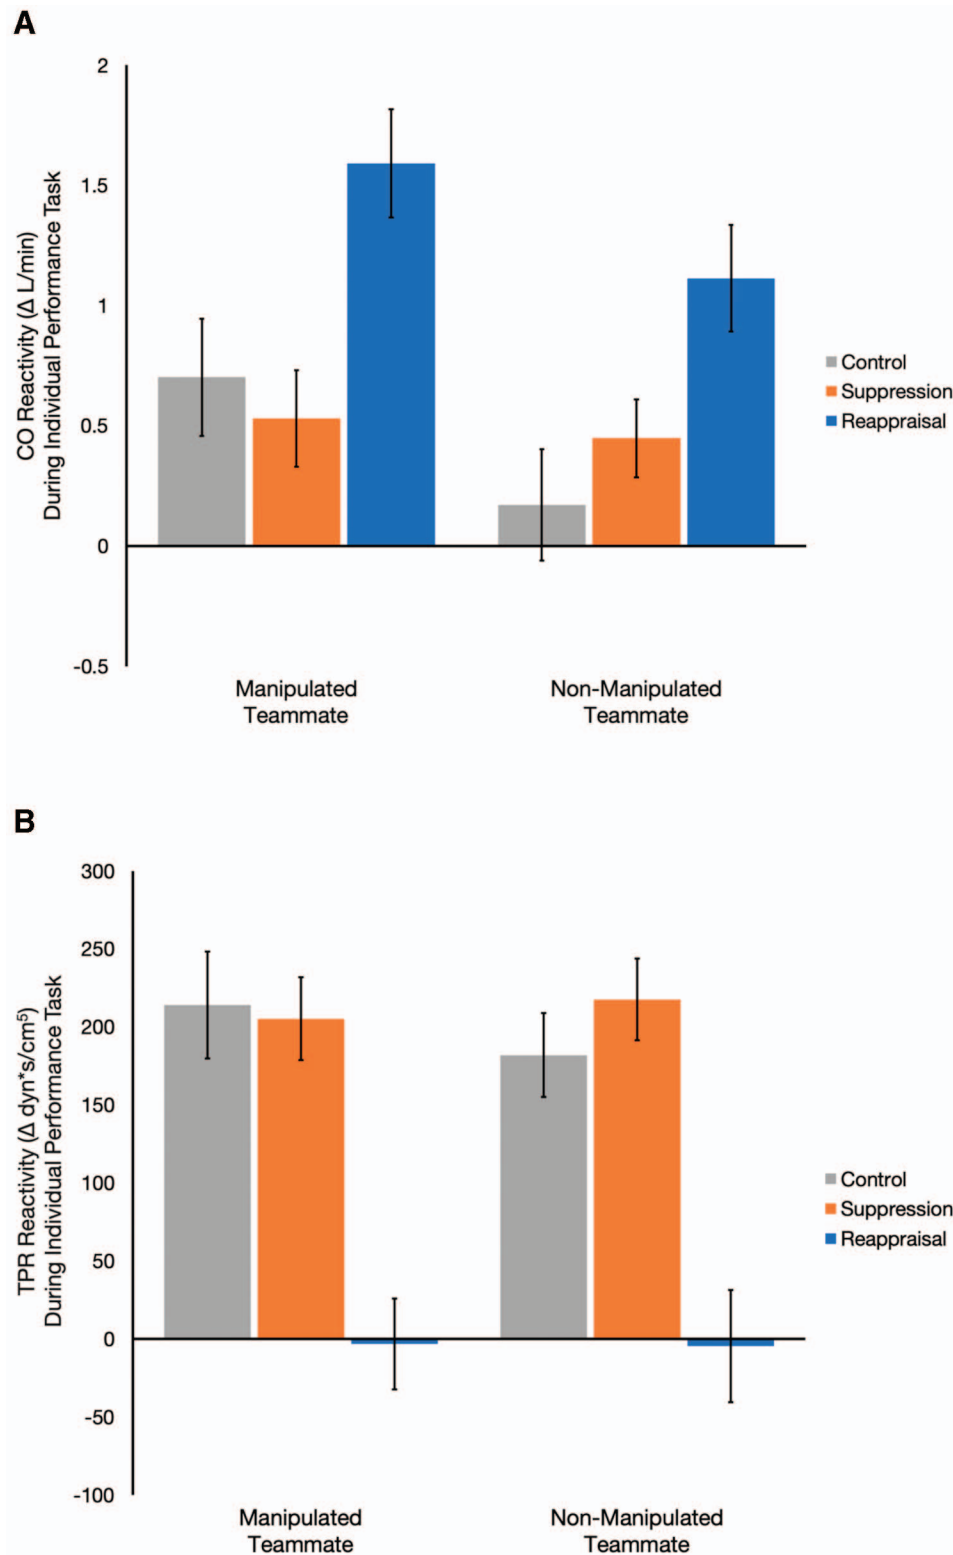 A
2
1.5
1
0.5
0
-0.5
CO Reactivity (Δ L/min)
During Individual Performance Task
Control
Suppression
Reappraisal
Manipulated
Teammate
Non-Manipulated
Teammate
B
300
250
200
150
100
50
0
-50
-100
TPR Reactivity (Δ dyn*s/cm⁵)
During Individual Performance Task
Control
Suppression
Reappraisal
Manipulated
Teammate
Non-Manipulated
Teammate